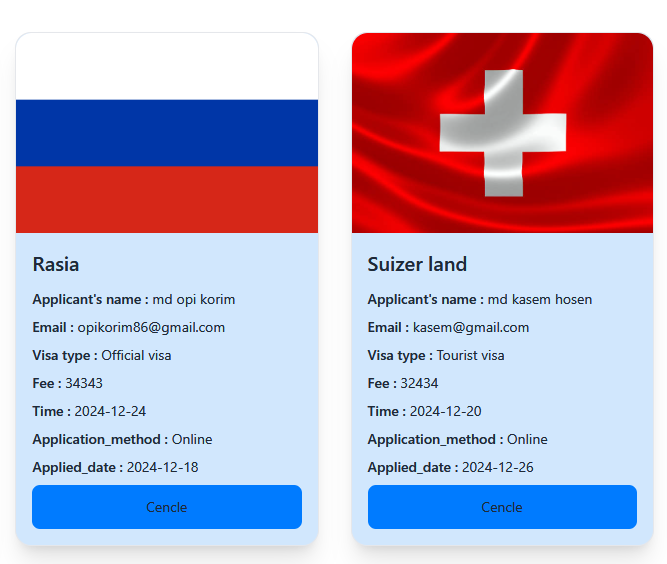 Rasia
Applicant's name : md opi korim
Email : opikorim86@gmail.com
Visa type : Official visa
Fee : 34343
Time : 2024-12-24
Application_method : Online
Applied_date : 2024-12-18
Cencle
Suizer land
Applicant's name : md kasem hosen
Email : kasem@gmail.com
Visa type : Tourist visa
Fee : 32434
Time : 2024-12-20
Application_method : Online
Applied_date : 2024-12-26
Cencle